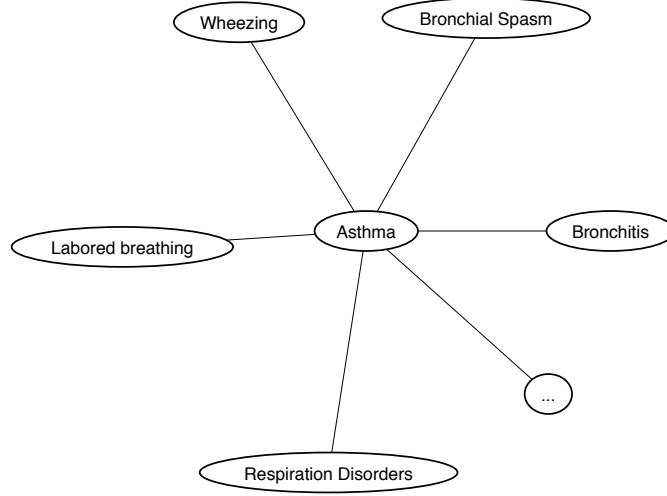 Wheezing
Bronchial Spasm
Labored breathing
Asthma
Bronchitis
...
Respiration Disorders